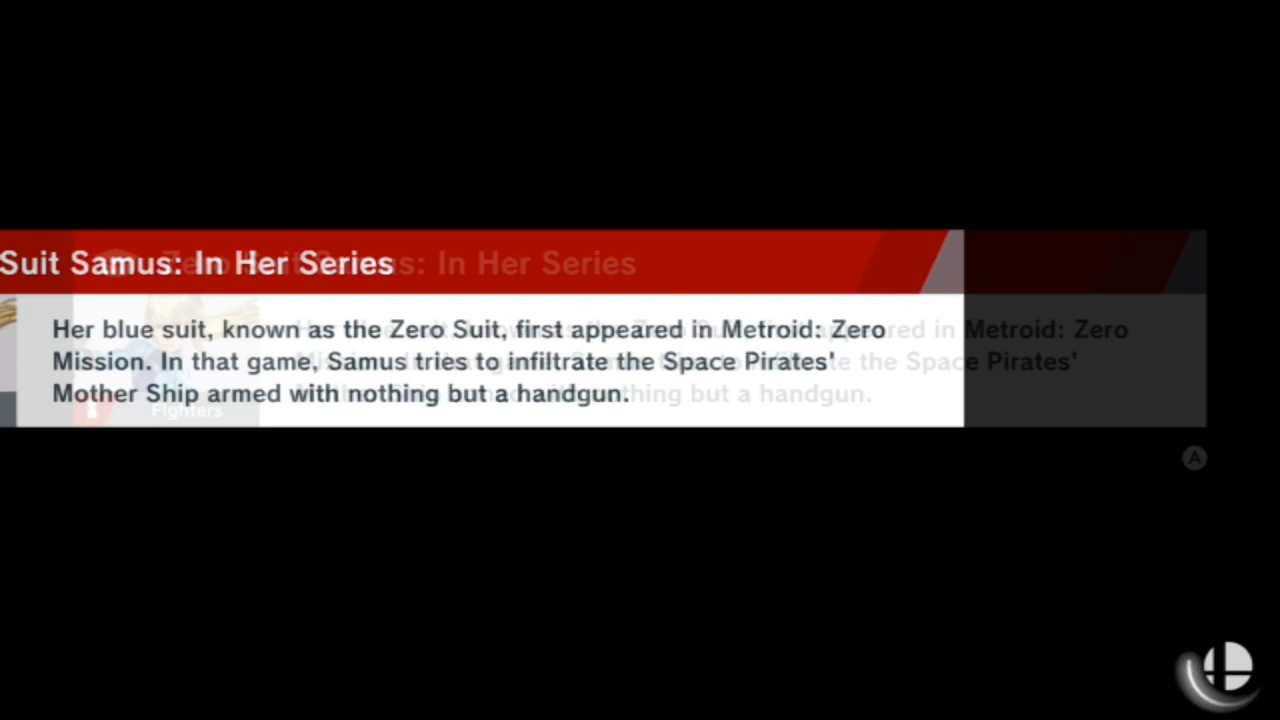 Suit Samus: In Her Series
Her blue suit, known as the Zero Suit, first appeared in Metroid: Zero
Mission. In that game, Samus tries to infiltrate the Space Pirates'
Mother Ship armed with nothing but a handgun.
Fighters
A